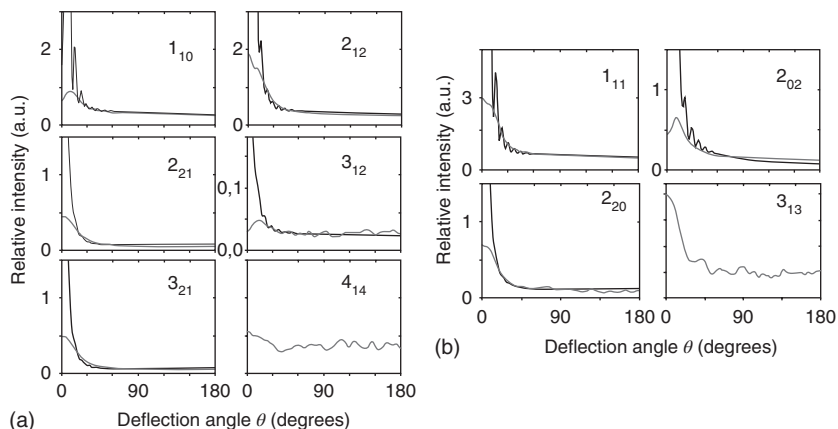 Relative intensity (a.u.)
2
1
0
1₁₀
2
1
0
2₁₂
1
0
2₂₁
0,1
0,0
3₁₂
1
0
3₂₁
4₁₄
0 90 180
0 90 180
(a)
Deflection angle θ (degrees)
Relative intensity (a.u.)
3
0
1₁₁
1
0
2₀₂
1
0
2₂₀
3₁₃
0 90 180
0 90 180
(b)
Deflection angle θ (degrees)